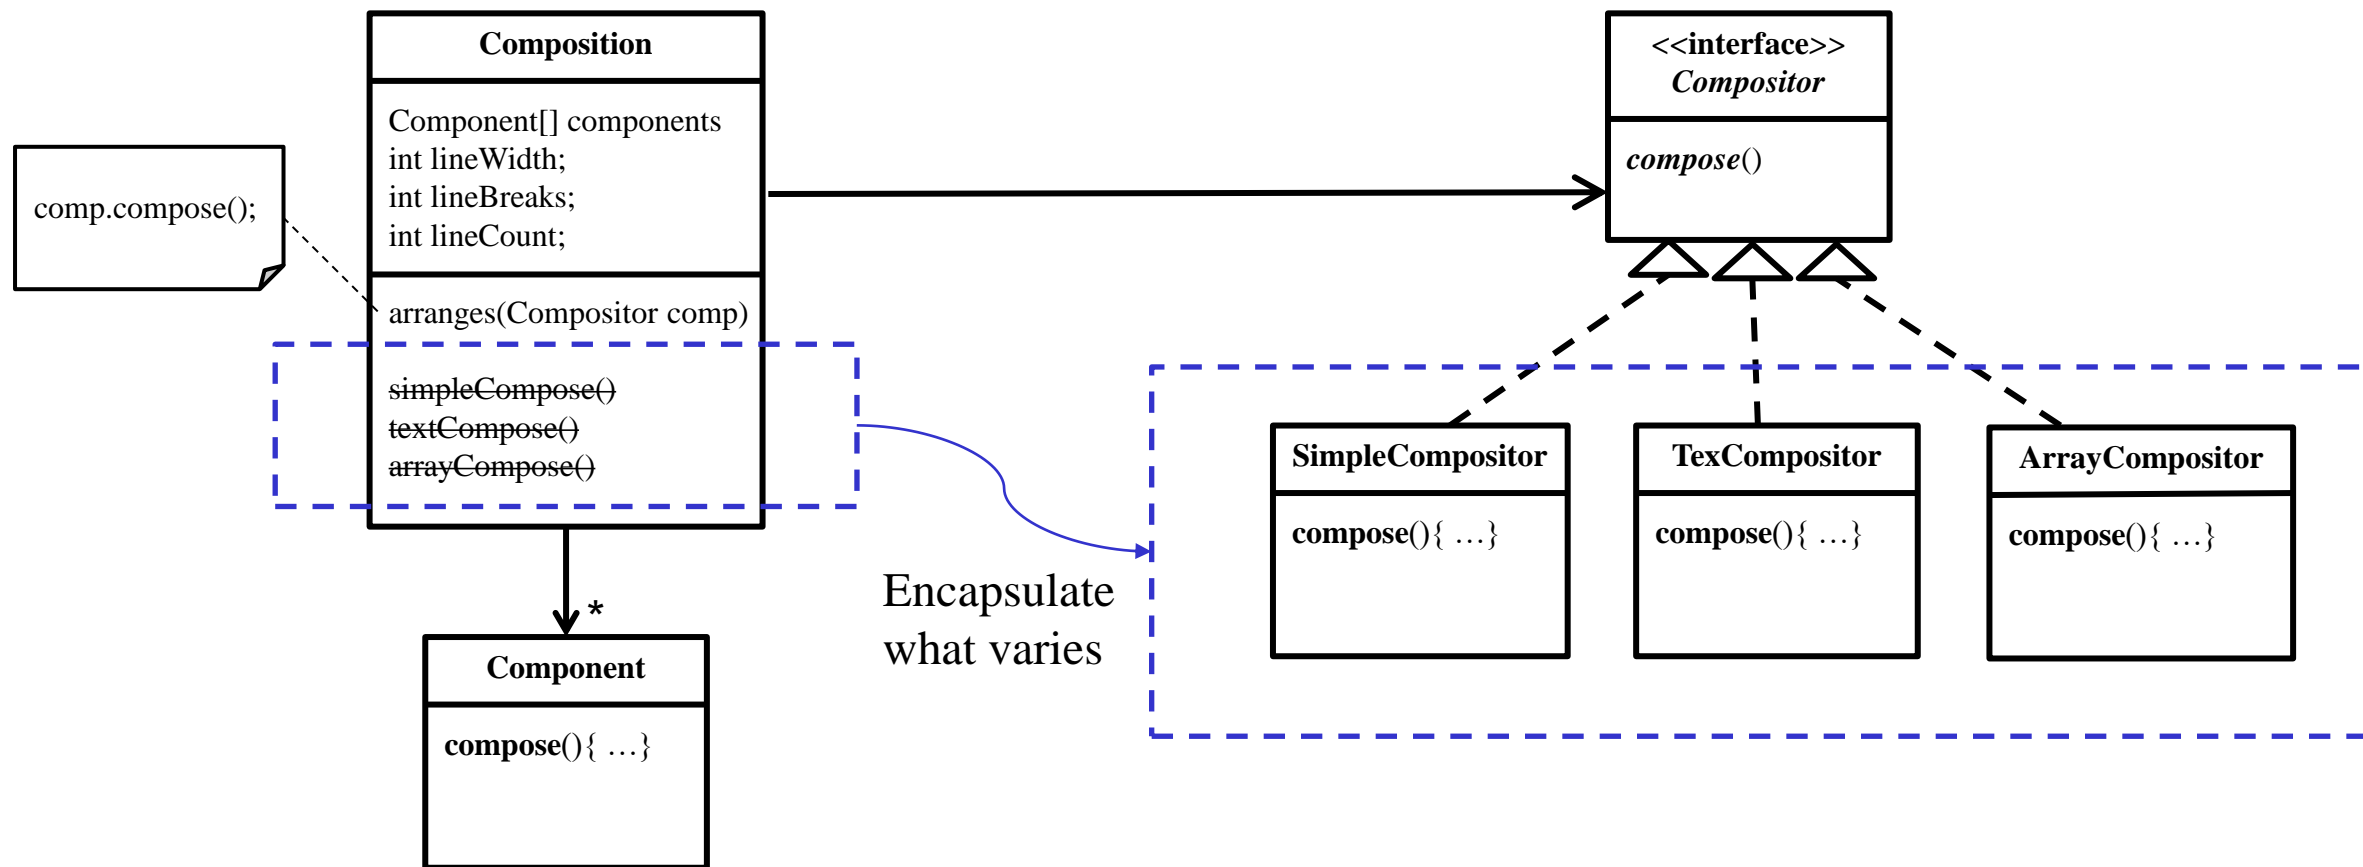 Composition
Component[] components
int lineWidth;
int lineBreaks;
int lineCount;
arranges(Compositor comp)
simpleCompose()
textCompose()
arrayCompose()
comp.compose();
<<interface>>
Compositor
compose()
SimpleCompositor
compose(){ …}
TexCompositor
compose(){ …}
ArrayCompositor
compose(){ …}
Encapsulate
what varies
*
Component
compose(){ …}